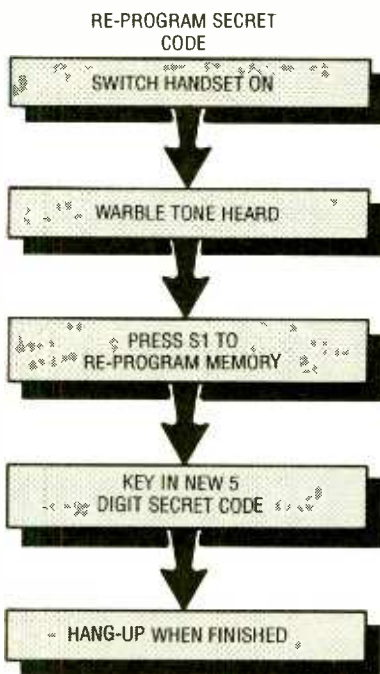 RE-PROGRAM SECRET
CODE
SWITCH HANDSET ON
WARBLE TONE HEARD
PRESS S1 TO
RE-PROGRAM MEMORY
KEY IN NEW 5
DIGIT SECRET CODE
HANG-UP WHEN FINISHED